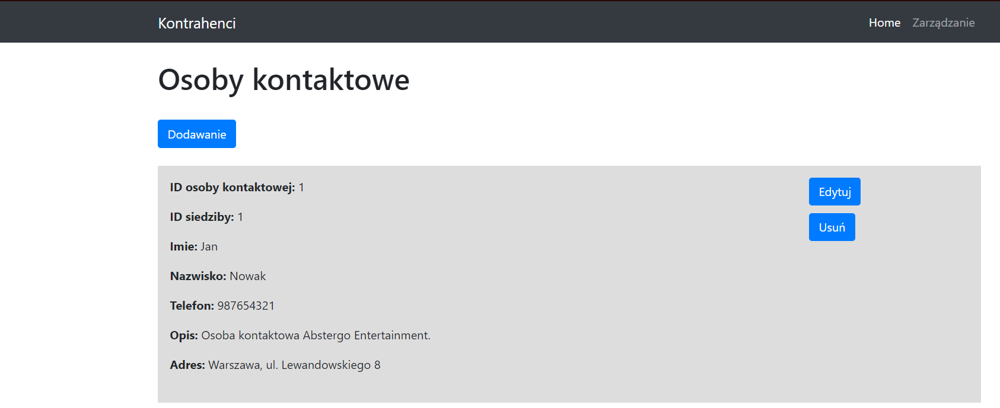 Kontrahenci
Home Zarządzanie
Osoby kontaktowe
Dodawanie
ID osoby kontaktowej: 1
Edytuj
ID siedziby: 1
Usuń
Imie: Jan
Nazwisko: Nowak
Telefon: 987654321
Opis: Osoba kontaktowa Abstergo Entertainment.
Adres: Warszawa, ul. Lewandowskiego 8